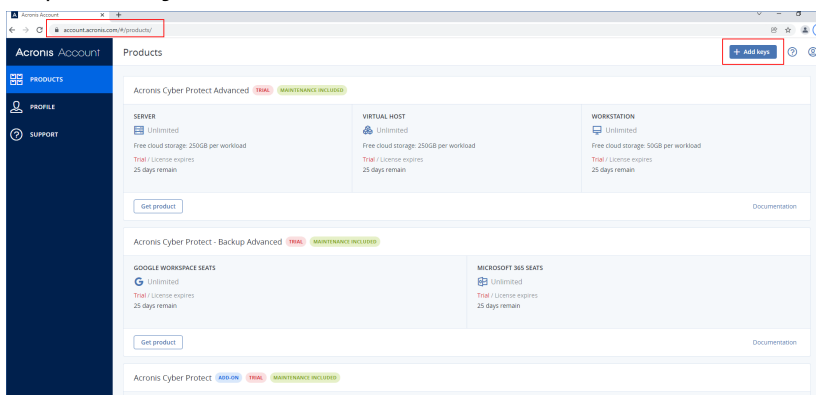 Acronis Account
account.acronis.com/#/products/
Acronis Account
Products
+ Add keys
PRODUCTS
PROFILE
SUPPORT
Acronis Cyber Protect Advanced TRIAL MAINTENANCE INCLUDED
SERVER
Unlimited
Free cloud storage: 250GB per workload
Trial / License expires
25 days remain
VIRTUAL HOST
Unlimited
Free cloud storage: 250GB per workload
Trial / License expires
25 days remain
WORKSTATION
Unlimited
Free cloud storage: 50GB per workload
Trial / License expires
25 days remain
Get product
Documentation
Acronis Cyber Protect - Backup Advanced TRIAL MAINTENANCE INCLUDED
GOOGLE WORKSPACE SEATS
Unlimited
Trial / License expires
25 days remain
MICROSOFT 365 SEATS
Unlimited
Trial / License expires
25 days remain
Get product
Documentation
Acronis Cyber Protect ADD-ON TRIAL MAINTENANCE INCLUDED